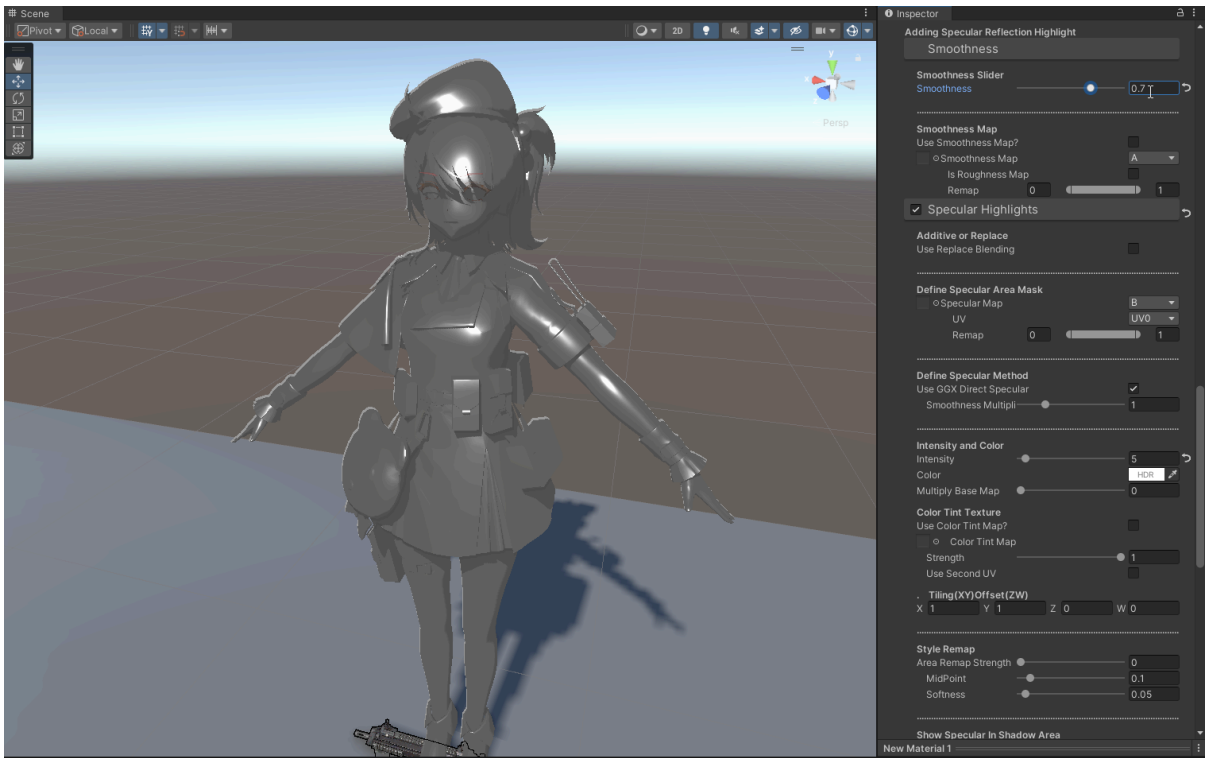 Scene
Pivot
Local
2D
y
x
Persp
Inspector
Adding Specular Reflection Highlight
Smoothness
Smoothness Slider
Smoothness 0.7
Smoothness Map
Use Smoothness Map?
Smoothness Map A
Is Roughness Map
Remap 0 1
Specular Highlights
Additive or Replace
Use Replace Blending
Define Specular Area Mask
Specular Map B
UV UV0
Remap 0 1
Define Specular Method
Use GGX Direct Specular
Smoothness Multipli 1
Intensity and Color
Intensity 5
Color HDR
Multiply Base Map 0
Color Tint Texture
Use Color Tint Map?
Color Tint Map
Strength 1
Use Second UV
. Tiling(XY)Offset(ZW)
X 1 Y 1 Z 0 W 0
Style Remap
Area Remap Strength 0
MidPoint 0.1
Softness 0.05
Show Specular In Shadow Area
New Material 1